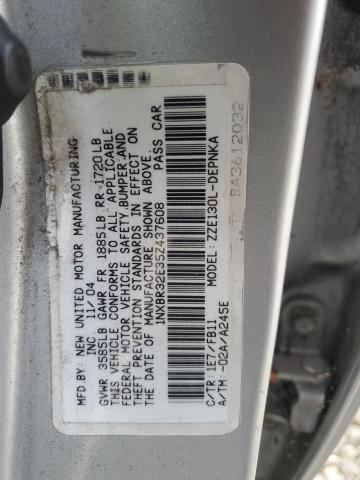 MFD. BY: NEW UNITED MOTOR MANUFACTURING
INC 11/04
GVWR 3585LB GAWR FR 1885LB RR 1720LB
THIS VEHICLE CONFORMS TO ALL APPLICABLE
FEDERAL MOTOR VEHICLE SAFETY, BUMPER, AND
THEFT PREVENTION STANDARDS IN EFFECT ON
THE DATE OF MANUFACTURE SHOWN ABOVE.
1NXBR32E35Z437608 PASS CAR
C/TR: 1E7/FB11 MODEL: ZZE130L-DEPNKA
A/TM: -02A/A245E
BA3612032